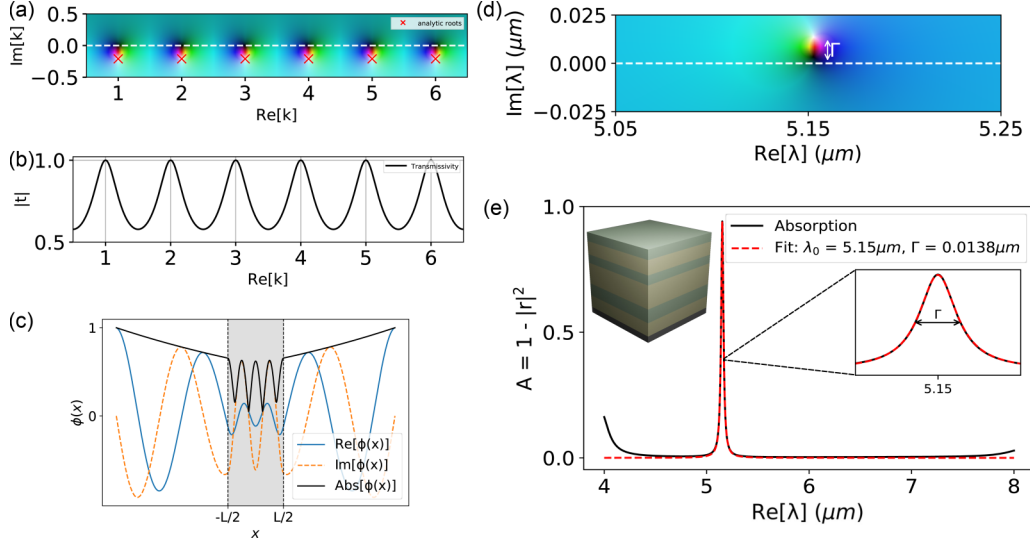 (a)
0.5
0.0
−0.5
Im[k]
analytic roots
1 2 3 4 5 6
Re[k]
(b)
1.0
0.5
|t|
Transmissivity
1 2 3 4 5 6
Re[k]
(c)
1
0
ϕ(x)
Re[ϕ(x)]
Im[ϕ(x)]
Abs[ϕ(x)]
-L/2 L/2
x
(d)
0.025
0.000
−0.025
Im[λ] (μm)
Γ
5.05 5.15 5.25
Re[λ] (μm)
(e)
1.0
0.5
0.0
A = 1 - |r|²
Absorption
Fit: λ₀ = 5.15μm, Γ = 0.0138μm
Γ
5.15
4 5 6 7 8
Re[λ] (μm)